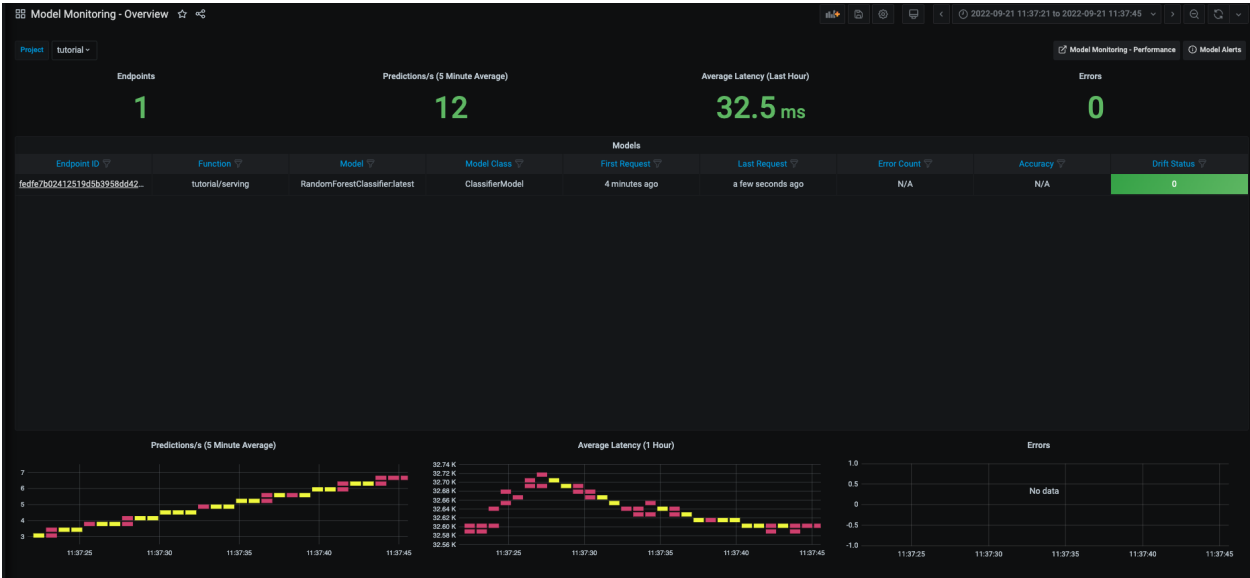 Model Monitoring - Overview
2022-09-21 11:37:21 to 2022-09-21 11:37:45
Project tutorial
Model Monitoring - Performance Model Alerts
Endpoints Predictions/s (5 Minute Average) Average Latency (Last Hour) Errors
1 12 32.5 ms 0
Models
Endpoint ID Function Model Model Class First Request Last Request Error Count Accuracy Drift Status
fedfe7b02412519d5b3958dd42... tutorial/serving RandomForestClassifier:latest ClassifierModel 4 minutes ago a few seconds ago N/A N/A 0
Predictions/s (5 Minute Average)
7
6
5
4
3
11:37:25 11:37:30 11:37:35 11:37:40 11:37:45
Average Latency (1 Hour)
32.74 K
32.72 K
32.70 K
32.68 K
32.66 K
32.64 K
32.62 K
32.60 K
32.58 K
32.56 K
11:37:25 11:37:30 11:37:35 11:37:40 11:37:45
Errors
1.0
0.5
No data
0
-0.5
-1.0
11:37:25 11:37:30 11:37:35 11:37:40 11:37:45